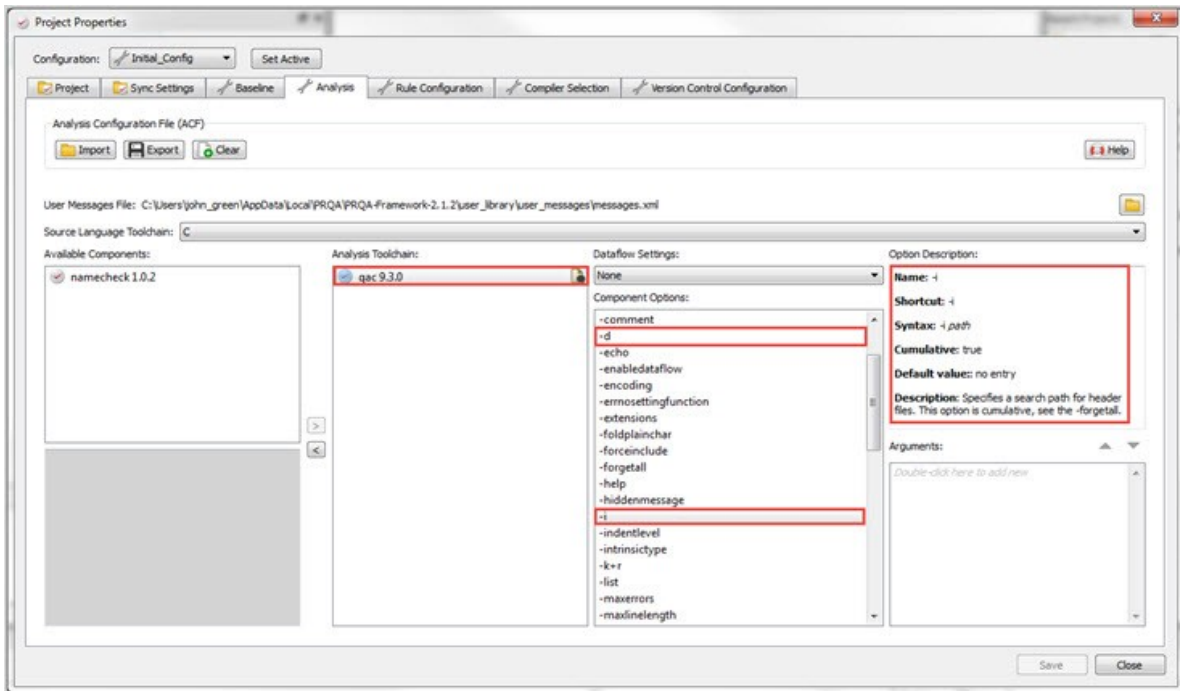 Project Properties
Configuration: Initial_Config Set Active
Project Sync Settings Baseline Analysis Rule Configuration Compiler Selection Version Control Configuration
Analysis Configuration File (ACF)
Import Export Clear Help
User Messages File: C:\Users\john_green\AppData\Local\PRQA\PRQA-Framework-2.1.2\user_library\user_messages\messages.xml
Source Language Toolchain: C
Available Components:
namecheck 1.0.2
Analysis Toolchain:
qac 9.3.0
Dataflow Settings:
None
Component Options:
-comment
-d
-echo
-enabledataflow
-encoding
-errnosettingfunction
-extensions
-foldplainchar
-forceinclude
-forgetall
-help
-hiddenmessage
-i
-indentlevel
-intrinsictype
-k+r
-list
-maxerrors
-maxlinelength
Option Description:
Name: -i
Shortcut: -i
Syntax: -i path
Cumulative: true
Default value:: no entry
Description: Specifies a search path for header
files. This option is cumulative, see the -forgetall.
Arguments:
Double-click here to add new
> 
<
Save Close